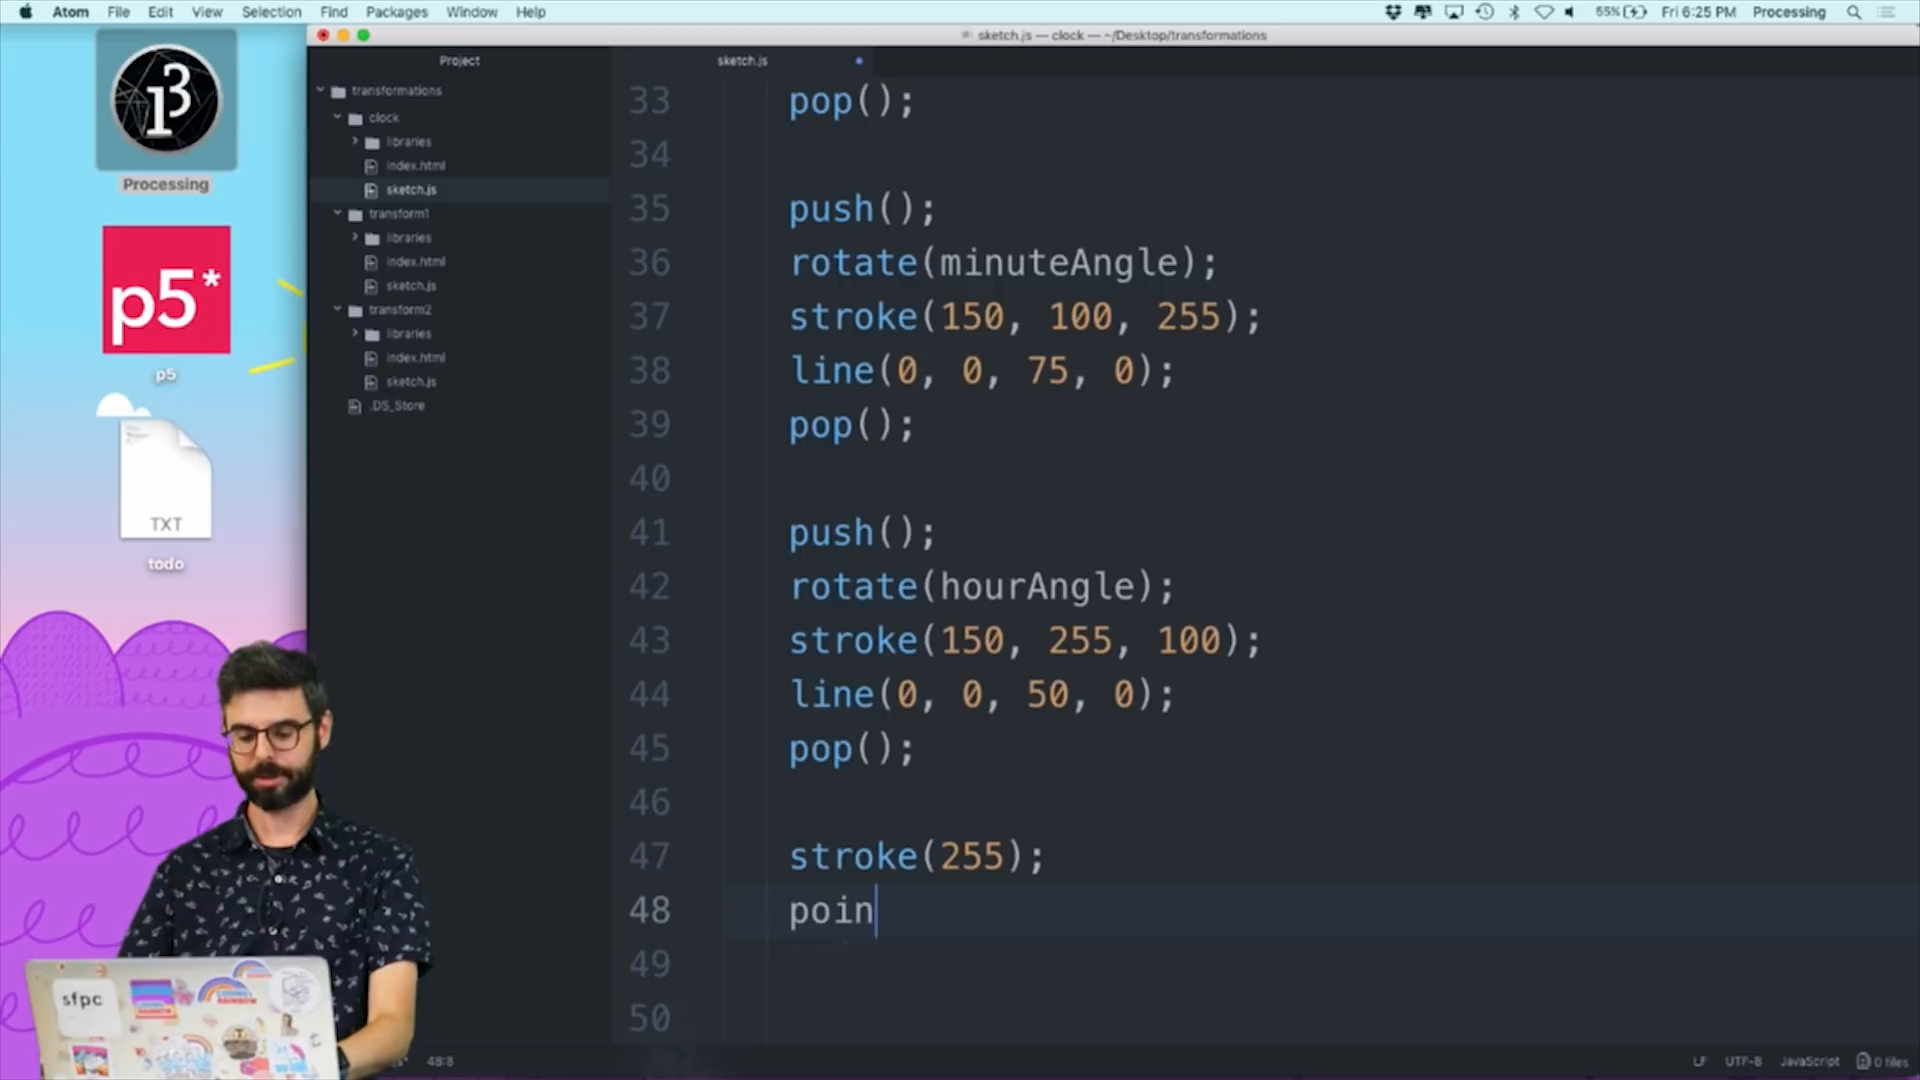 Atom File Edit View Selection Find Packages Window Help 55% Fri 6:25 PM Processing
sketch.js — clock — ~/Desktop/transformations
Project
sketch.js
transformations
clock
libraries
index.html
sketch.js
transform1
libraries
index.html
sketch.js
transform2
libraries
index.html
sketch.js
.DS_Store
Processing
p5*
p5
TXT
todo
33 pop();
34
35 push();
36 rotate(minuteAngle);
37 stroke(150, 100, 255);
38 line(0, 0, 75, 0);
39 pop();
40
41 push();
42 rotate(hourAngle);
43 stroke(150, 255, 100);
44 line(0, 0, 50, 0);
45 pop();
46
47 stroke(255);
48 poin
49
50
sfpc
48:8
LF UTF-8 JavaScript 0 files